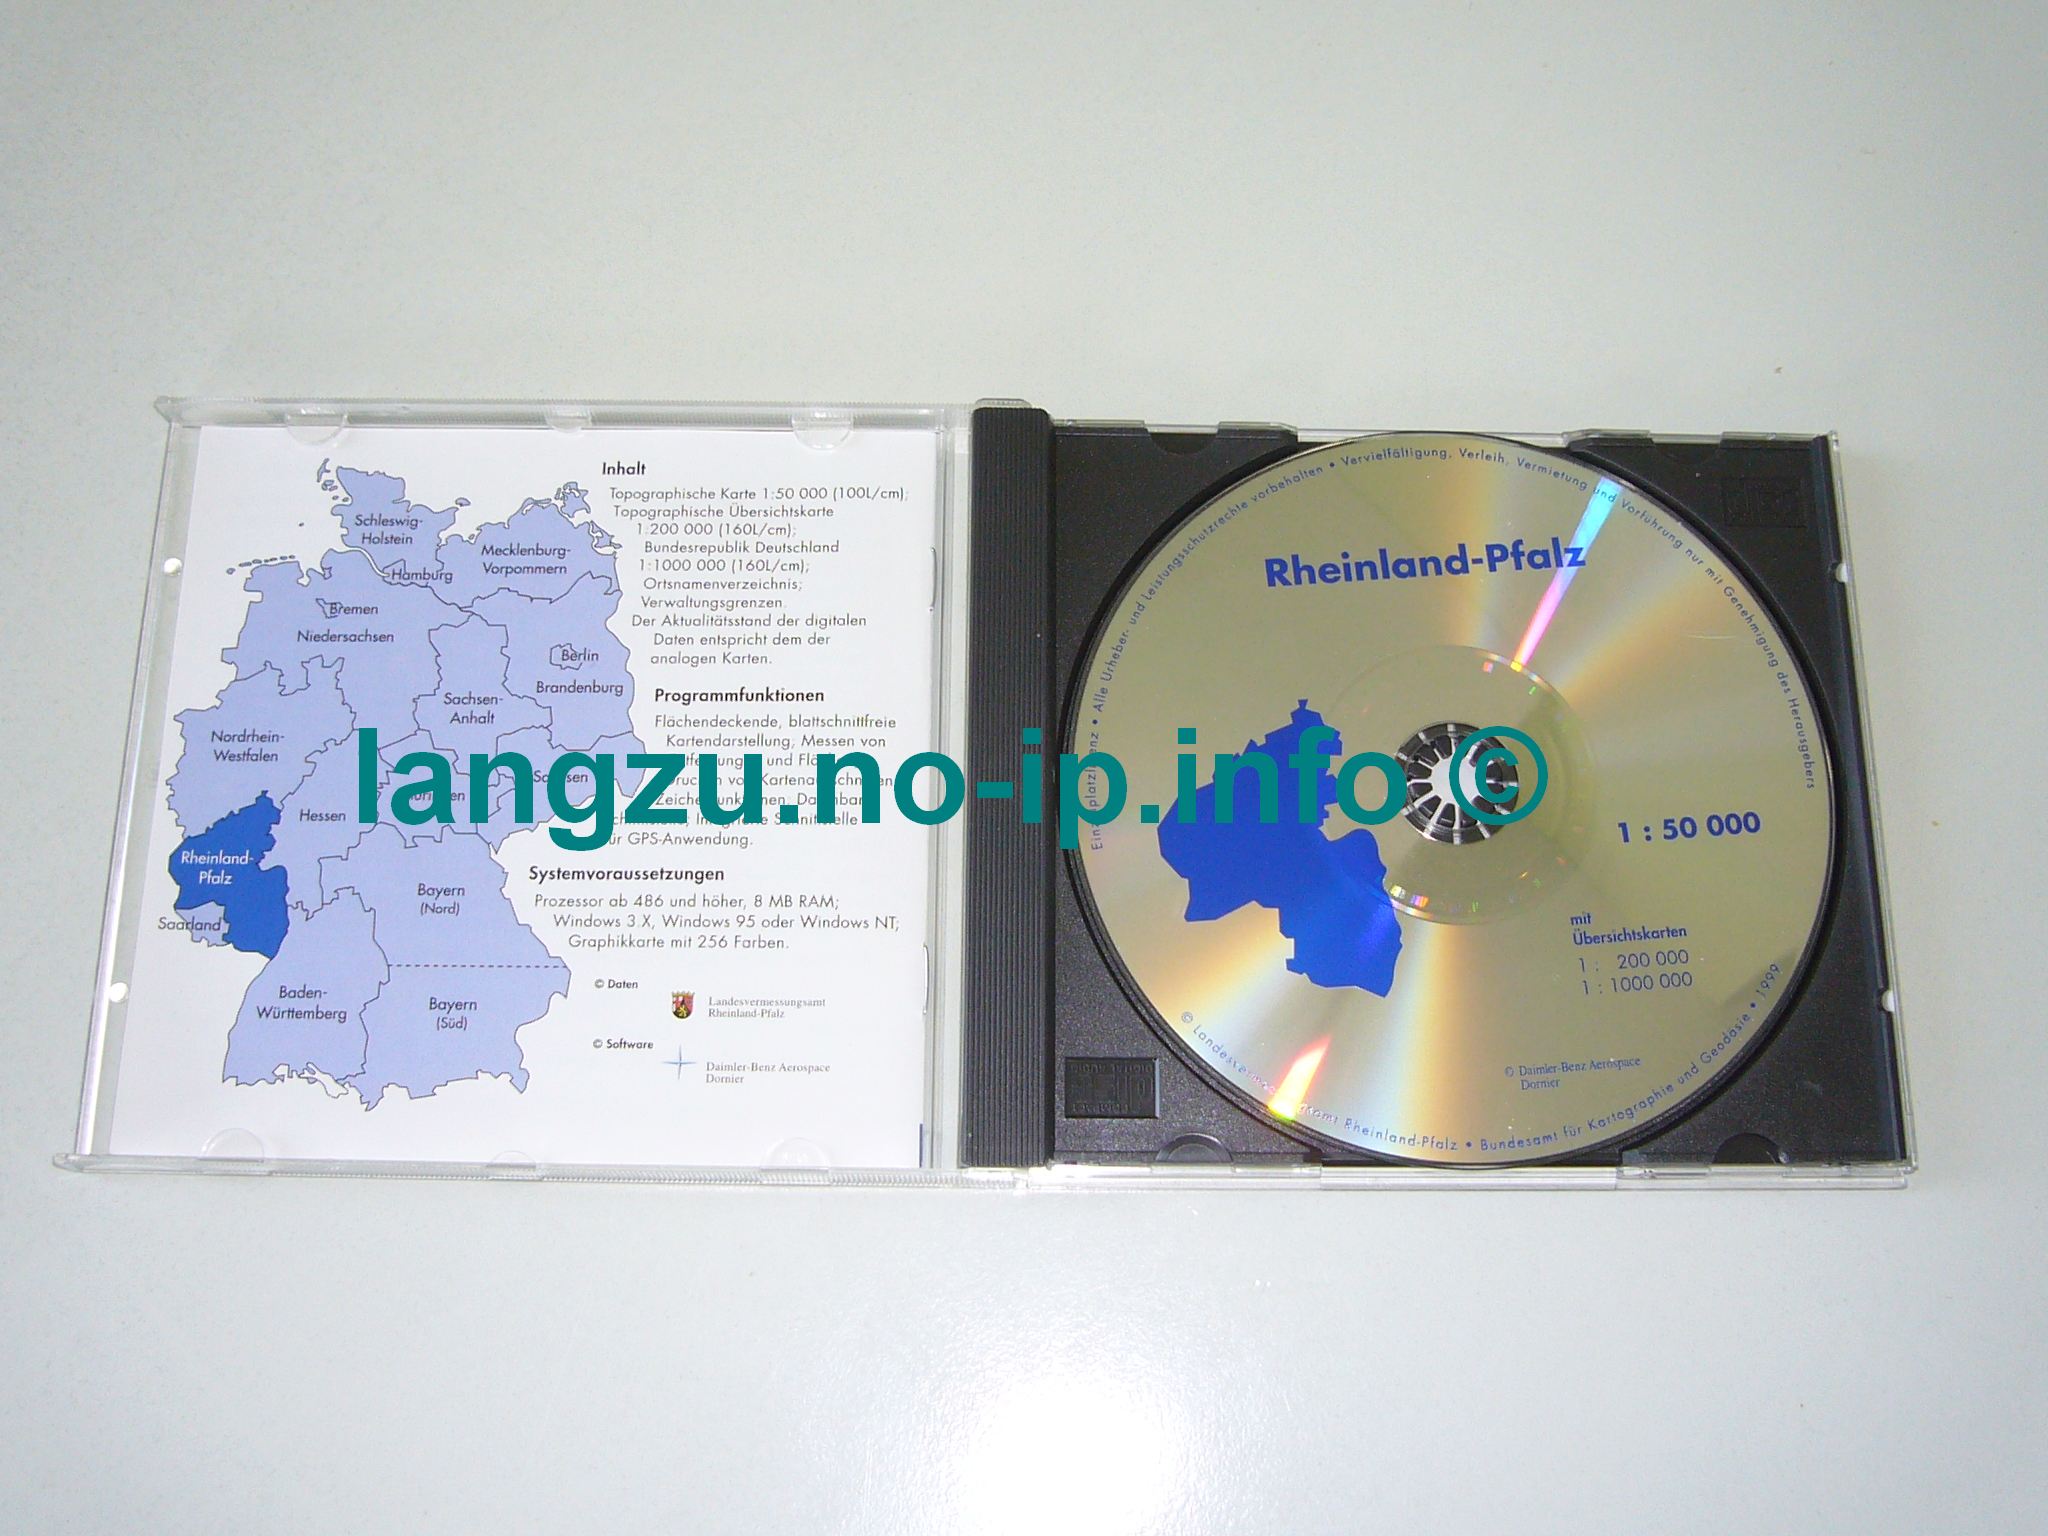 Schleswig-
Holstein
Mecklenburg-
Vorpommern
Hamburg
Bremen
Niedersachsen
Berlin
Brandenburg
Sachsen-
Anhalt
Nordrhein-
Westfalen
Sachsen
Hessen
Rheinland-
Pfalz
Saarland
Bayern
(Nord)
Baden-
Württemberg
Bayern
(Süd)
Inhalt
Topographische Karte 1:50 000 (100L/cm);
Topographische Übersichtskarte
1:200 000 (160L/cm);
Bundesrepublik Deutschland
1:1000 000 (160L/cm);
Ortsnamenverzeichnis;
Verwaltungsgrenzen.
Der Aktualitätsstand der digitalen
Daten entspricht dem der
analogen Karten.
Programmfunktionen
Flächendeckende, blattschnittfreie
Kartendarstellung; Messen von
und
von
Schnittstelle
für GPS-Anwendung.
Systemvoraussetzungen
Prozessor ab 486 und höher, 8 MB RAM;
Windows 3.X, Windows 95 oder Windows NT;
Graphikkarte mit 256 Farben.
© Daten
Landesvermessungsamt
Rheinland-Pfalz
© Software
Daimler-Benz Aerospace
Dornier
langzu.no-ip.info ©
Alle Urheber- und Leistungsschutzrechte vorbehalten • Vervielfältigung, Verleih, Vermietung und Vorführung nur mit Genehmigung des Herausgebers
Rheinland-Pfalz
1 : 50 000
mit
Übersichtskarten
1 : 200 000
1 : 1000 000
© Daimler-Benz Aerospace
Dornier
Rheinland-Pfalz • Bundesamt für Kartographie und Geodäsie • 1999